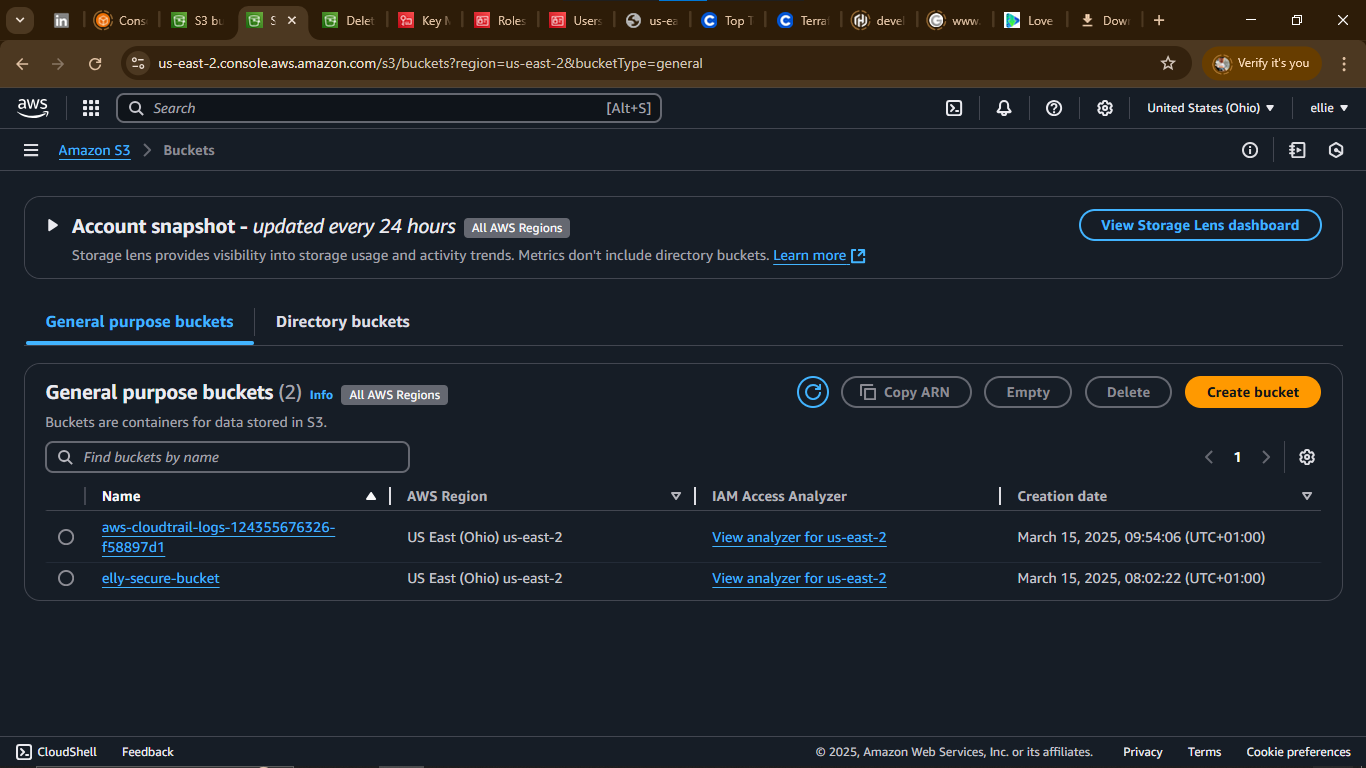 Cons
S3 bu
S
Delet
Key M
Roles
Users
us-ea
Top T
Terraf
devel
www.
Love
Down
us-east-2.console.aws.amazon.com/s3/buckets?region=us-east-2&bucketType=general
Verify it's you
aws
Search
[Alt+S]
United States (Ohio)
ellie
Amazon S3
Buckets
Account snapshot - updated every 24 hours
All AWS Regions
View Storage Lens dashboard
Storage lens provides visibility into storage usage and activity trends. Metrics don't include directory buckets. Learn more
General purpose buckets
Directory buckets
General purpose buckets (2) Info
All AWS Regions
Copy ARN
Empty
Delete
Create bucket
Buckets are containers for data stored in S3.
Find buckets by name
1
Name
AWS Region
IAM Access Analyzer
Creation date
aws-cloudtrail-logs-124355676326-
f58897d1
US East (Ohio) us-east-2
View analyzer for us-east-2
March 15, 2025, 09:54:06 (UTC+01:00)
elly-secure-bucket
US East (Ohio) us-east-2
View analyzer for us-east-2
March 15, 2025, 08:02:22 (UTC+01:00)
CloudShell
Feedback
© 2025, Amazon Web Services, Inc. or its affiliates.
Privacy
Terms
Cookie preferences